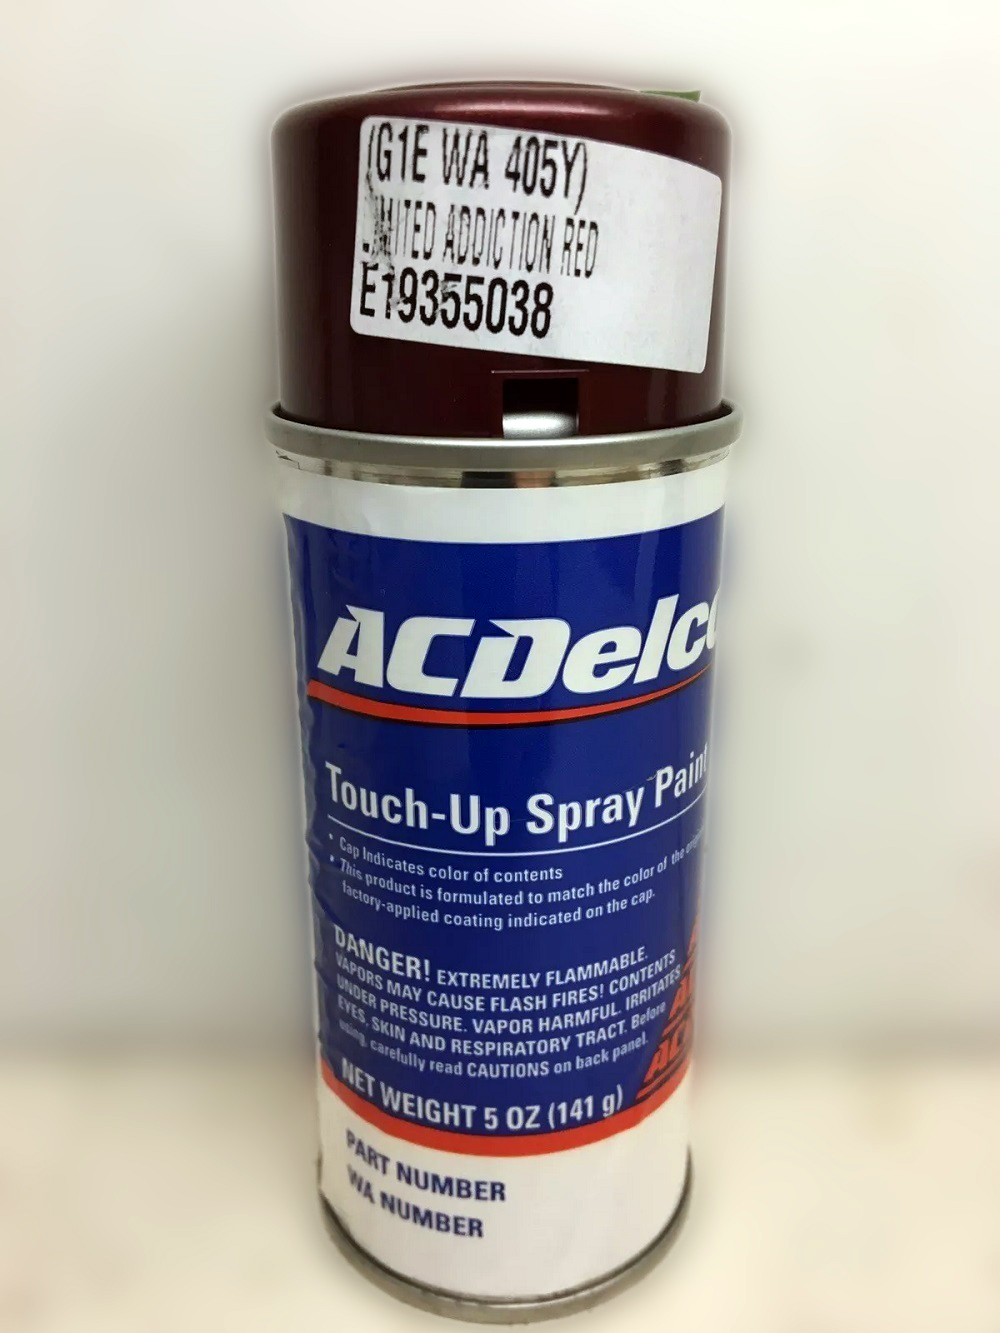 (G1E WA 405Y)
LIMITED ADDICTION RED
E19355038
ACDelco
Touch-Up Spray Paint
• Cap Indicates color of contents
• This product is formulated to match the color of the
factory-applied coating indicated on the cap.
DANGER! EXTREMELY FLAMMABLE.
VAPORS MAY CAUSE FLASH FIRES! CONTENTS
UNDER PRESSURE. VAPOR HARMFUL. IRRITATES
EYES, SKIN AND RESPIRATORY TRACT. Before
using, carefully read CAUTIONS on back panel.
NET WEIGHT 5 OZ (141 g)
PART NUMBER
WA NUMBER